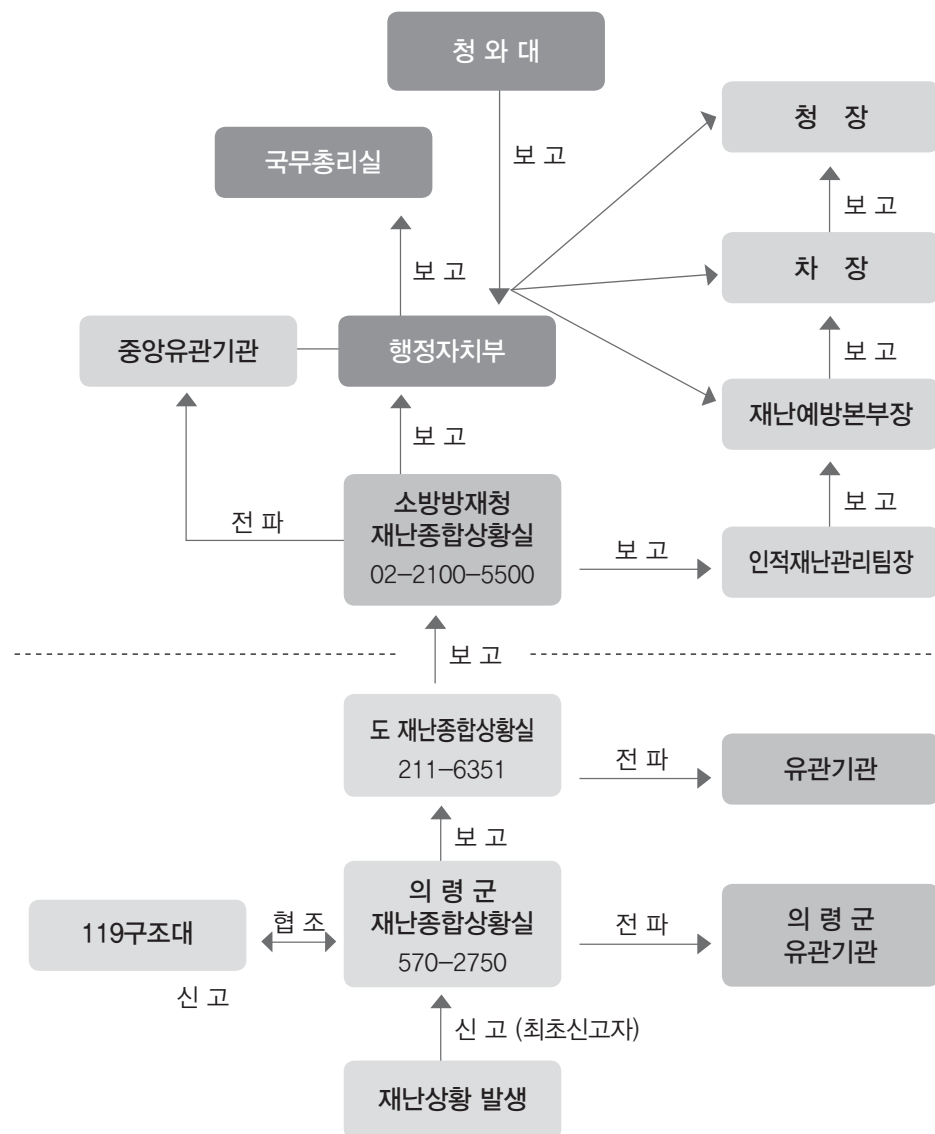 청 와 대
청 장
보 고
국무총리실
보 고
차 장
보 고
중앙유관기관
행정자치부
보 고
재난예방본부장
보 고
소방방재청
재난종합상황실
02-2100-5500
전 파
보 고
보 고
인적재난관리팀장
보 고
도 재난종합상황실
211-6351
전 파
유관기관
보 고
119구조대
협 조
의 령 군
재난종합상황실
570-2750
전 파
의 령 군
유관기관
신 고
신 고 (최초신고자)
재난상황 발생